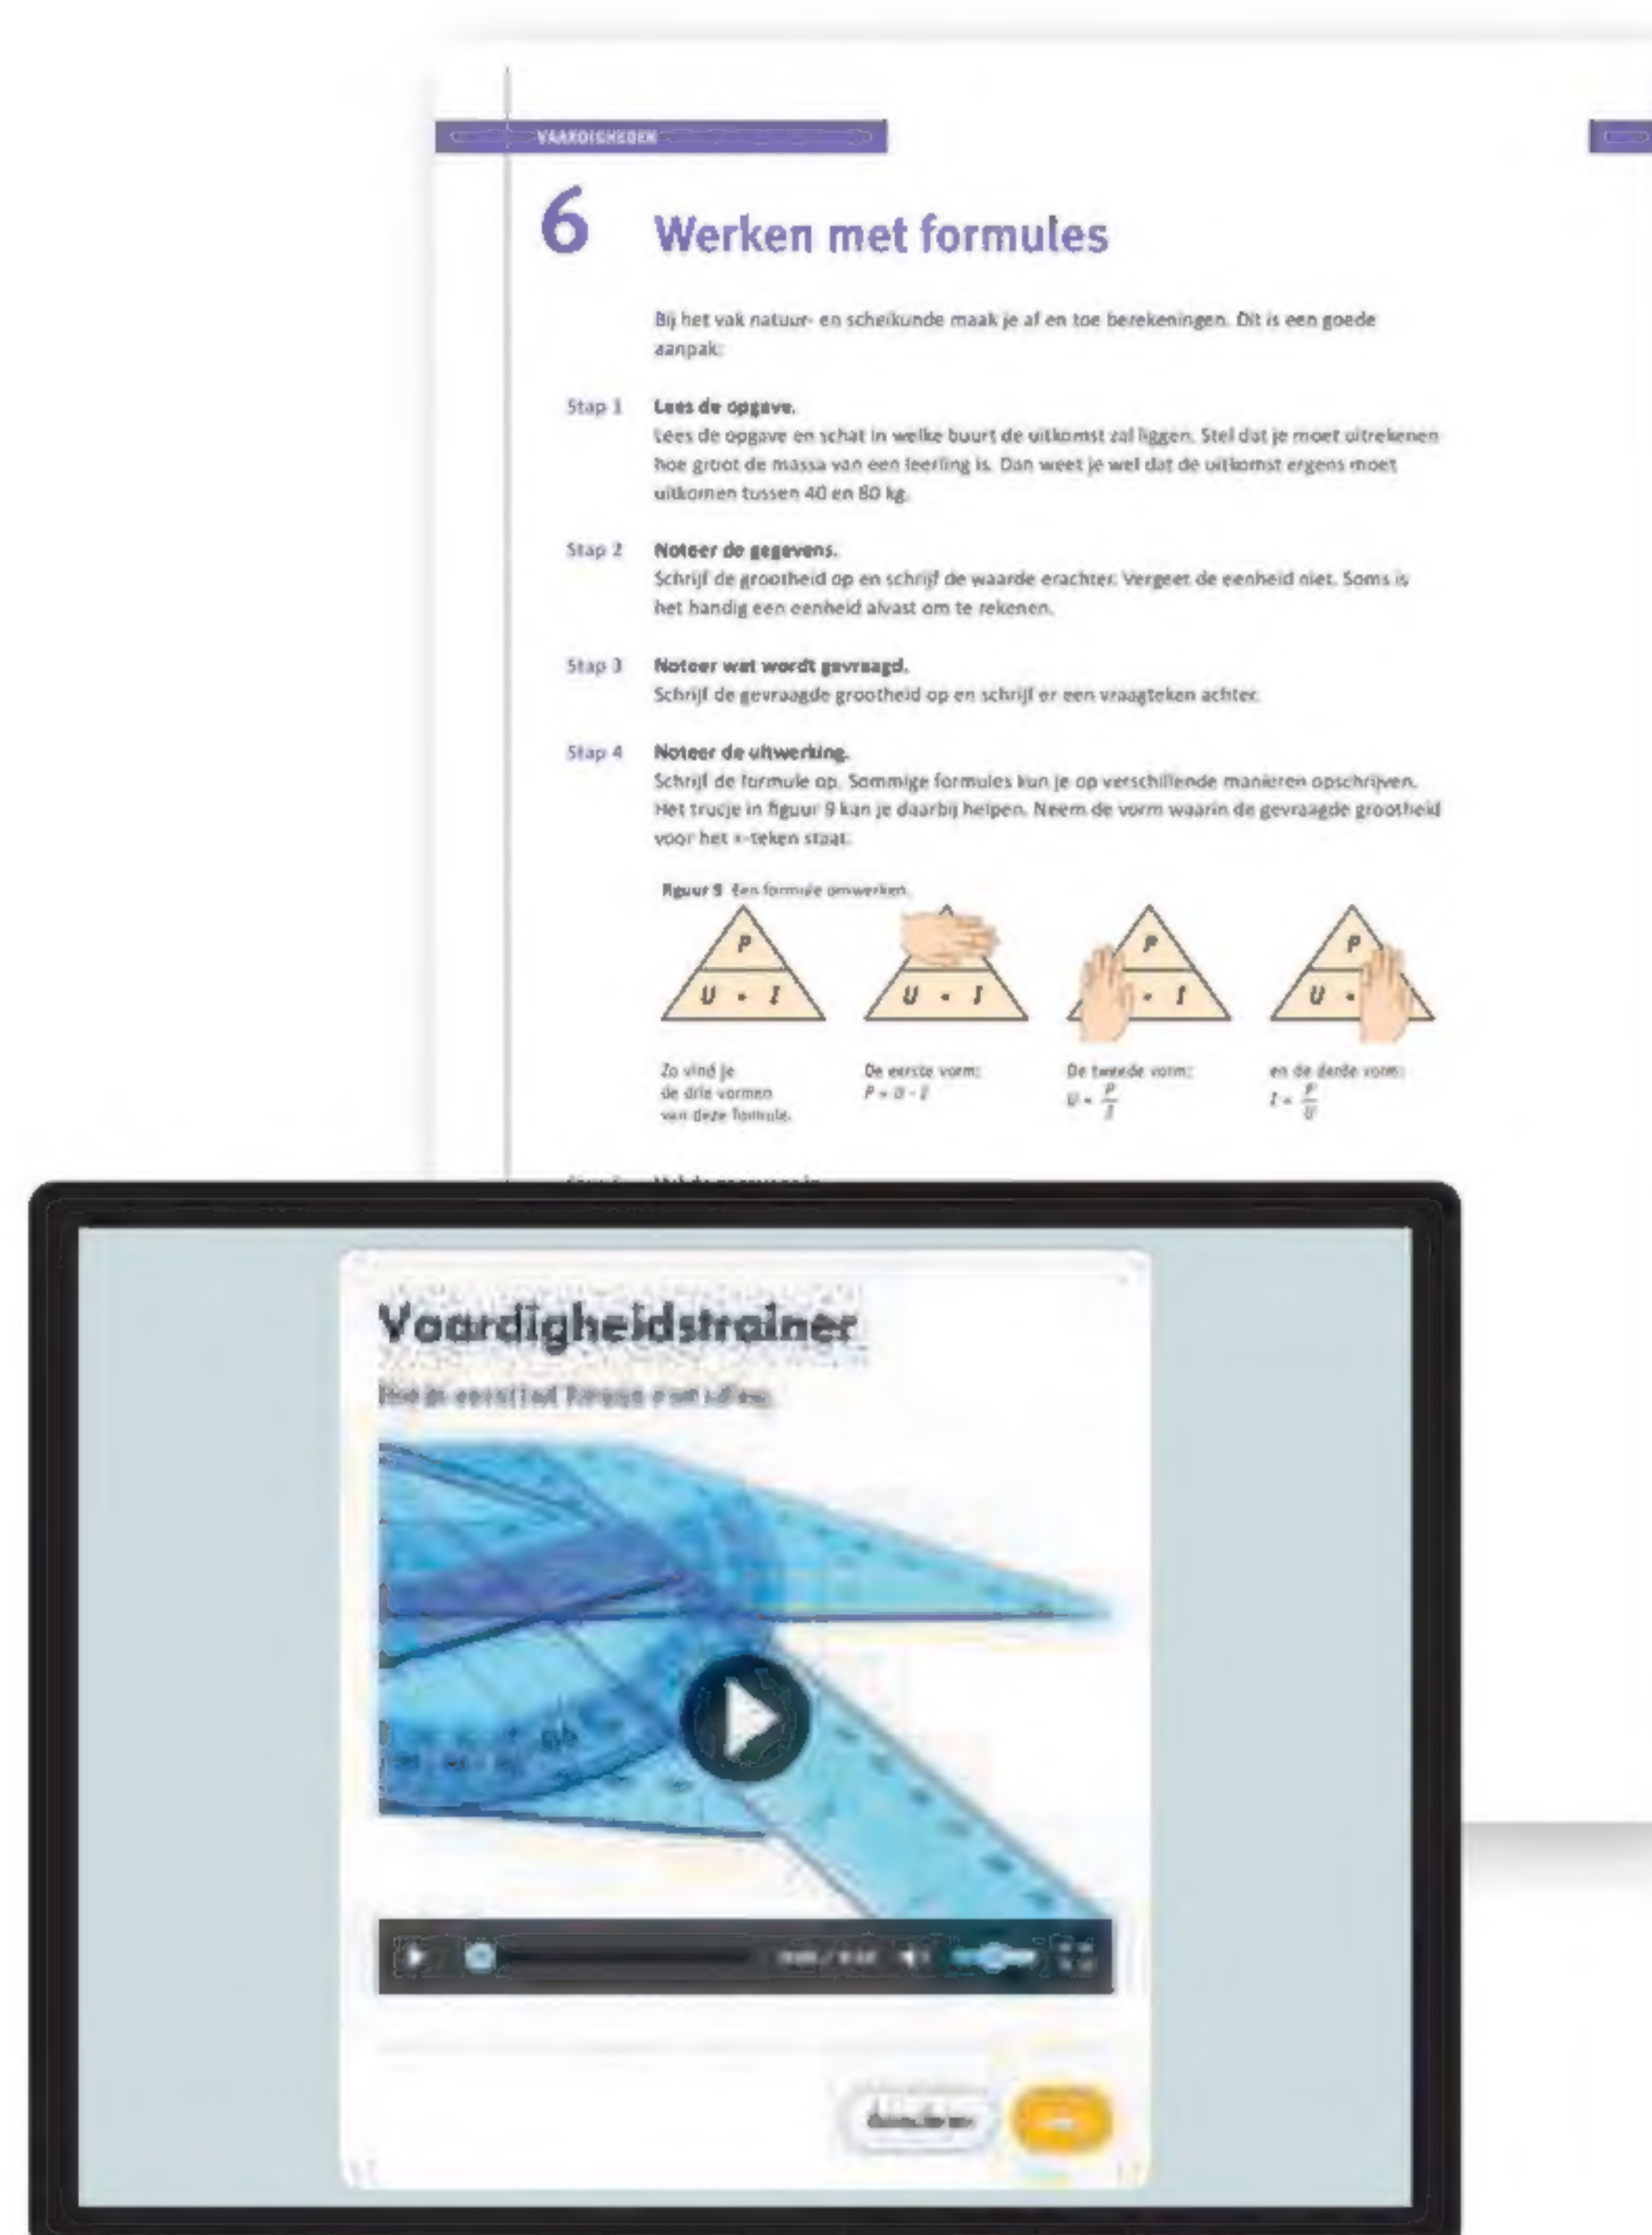 VAARDIGHEDEN
6 Werken met formules
Bij het vak natuur- en scheikunde maak je af en toe berekeningen. Dit is een goede
aanpak:
Stap 1 Lees de opgave.
Lees de opgave en schat in welke buurt de uitkomst zal liggen. Stel dat je moet uitrekenen
hoe groot de massa van een leerling is. Dan weet je wel dat de uitkomst ergens moet
uitkomen tussen 40 en 80 kg.
Stap 2 Noteer de gegevens.
Schrijf de grootheid op en schrijf de waarde erachter. Vergeet de eenheid niet. Soms is
het handig een eenheid alvast om te rekenen.
Stap 3 Noteer wat wordt gevraagd.
Schrijf de gevraagde grootheid op en schrijf er een vraagteken achter.
Stap 4 Noteer de uitwerking.
Schrijf de formule op. Sommige formules kun je op verschillende manieren opschrijven.
Het trucje in figuur 9 kan je daarbij helpen. Neem de vorm waarin de gevraagde grootheid
voor het =-teken staat.
figuur 9 Een formule omwerken.
P P P
U • I U • I • I U •
Zo vind je
de drie vormen
van deze formule.
De eerste vorm:
P = U · I
De tweede vorm:
U = P / I
en de derde vorm:
I = P / U
Vaardigheidstrainer